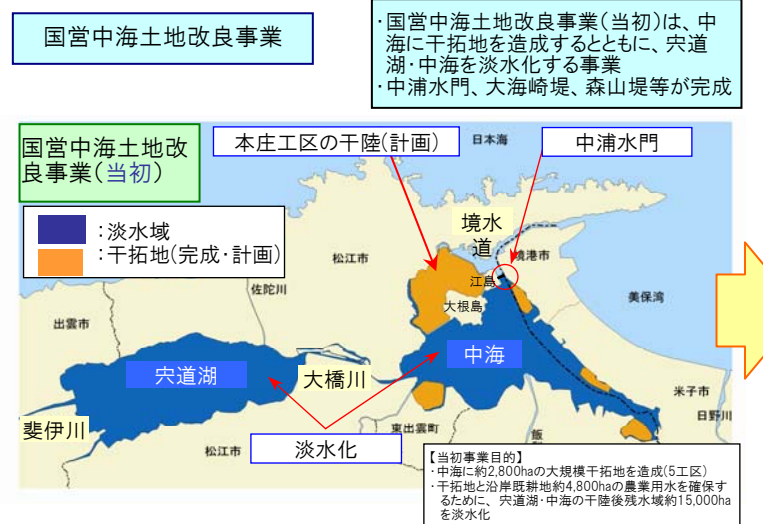 国営中海土地改良事業
・国営中海土地改良事業(当初)は、中
海に干拓地を造成するとともに、宍道
湖・中海を淡水化する事業
・中浦水門、大海崎堤、森山堤等が完成
国営中海土地改
良事業(当初)
本庄工区の干陸(計画)
日本海
中浦水門
:淡水域
:干拓地(完成・計画)
境水
道
松江市
境港市
佐陀川
江島
大根島
美保湾
出雲市
宍道湖
中海
大橋川
米子市
日野川
斐伊川
東出雲町
飯
松江市
淡水化
【当初事業目的】
・中海に約2,800haの大規模干拓地を造成(5工区)
・干拓地と沿岸既耕地約4,800haの農業用水を確保す
るために、宍道湖・中海の干陸後残水域約15,000ha
を淡水化